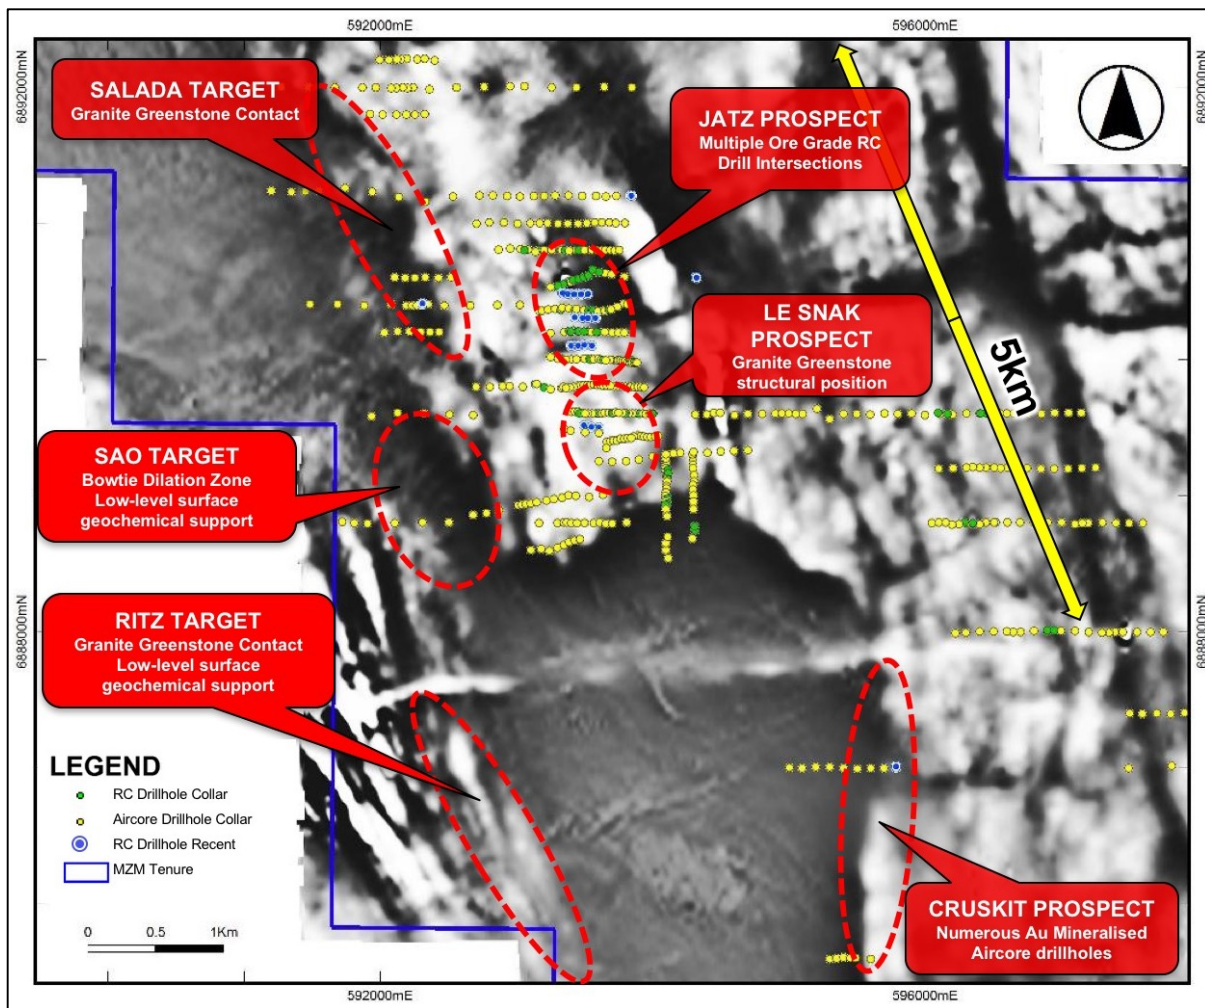 592000mE
596000mE
6892000mN
6892000mN
SALADA TARGET
Granite Greenstone Contact
JATZ PROSPECT
Multiple Ore Grade RC
Drill Intersections
LE SNAK
PROSPECT
Granite Greenstone
structural position
5km
SAO TARGET
Bowtie Dilation Zone
Low-level surface
geochemical support
RITZ TARGET
Granite Greenstone Contact
Low-level surface
geochemical support
6888000mN
6888000mN
LEGEND
RC Drillhole Collar
Aircore Drillhole Collar
RC Drillhole Recent
MZM Tenure
0 0.5 1Km
CRUSKIT PROSPECT
Numerous Au Mineralised
Aircore drillholes
592000mE
596000mE